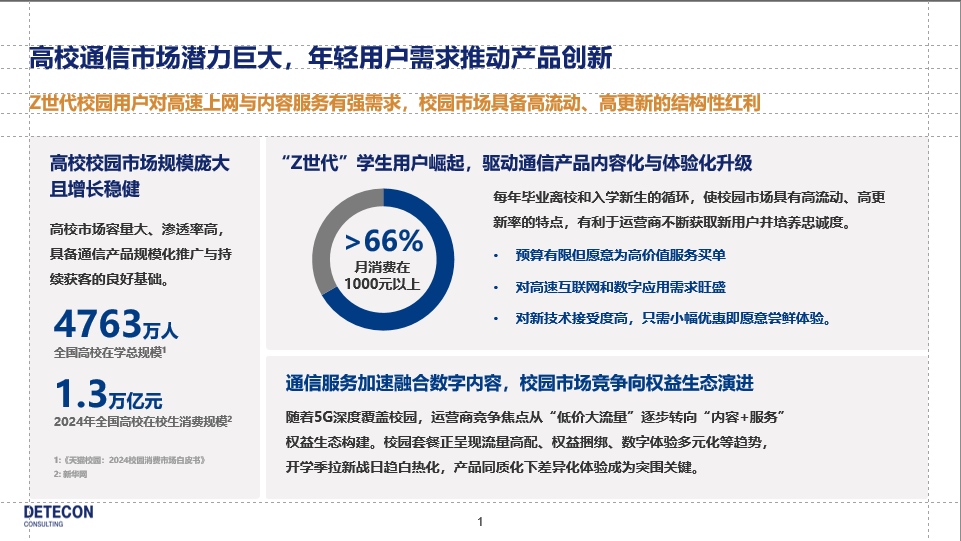 高校通信市场潜力巨大，年轻用户需求推动产品创新
Z世代校园用户对高速上网与内容服务有强需求，校园市场具备高流动、高更新的结构性红利
高校校园市场规模庞大
且增长稳健
高校市场容量大、渗透率高，
具备通信产品规模化推广与持
续获客的良好基础。
4763万人
全国高校在学总规模1
1.3万亿元
2024年全国高校在校生消费规模2
1:《天猫校园：2024校园消费市场白皮书》
2: 新华网
“Z世代”学生用户崛起，驱动通信产品内容化与体验化升级
>66%
月消费在
1000元以上
每年毕业离校和入学新生的循环，使校园市场具有高流动、高更
新率的特点，有利于运营商不断获取新用户并培养忠诚度。
• 预算有限但愿意为高价值服务买单
• 对高速互联网和数字应用需求旺盛
• 对新技术接受度高，只需小幅优惠即愿意尝鲜体验。
通信服务加速融合数字内容，校园市场竞争向权益生态演进
随着5G深度覆盖校园，运营商竞争焦点从“低价大流量”逐步转向“内容+服务”
权益生态构建。校园套餐正呈现流量高配、权益捆绑、数字体验多元化等趋势，
开学季拉新战日趋白热化，产品同质化下差异化体验成为突围关键。
DETECON
CONSULTING
1